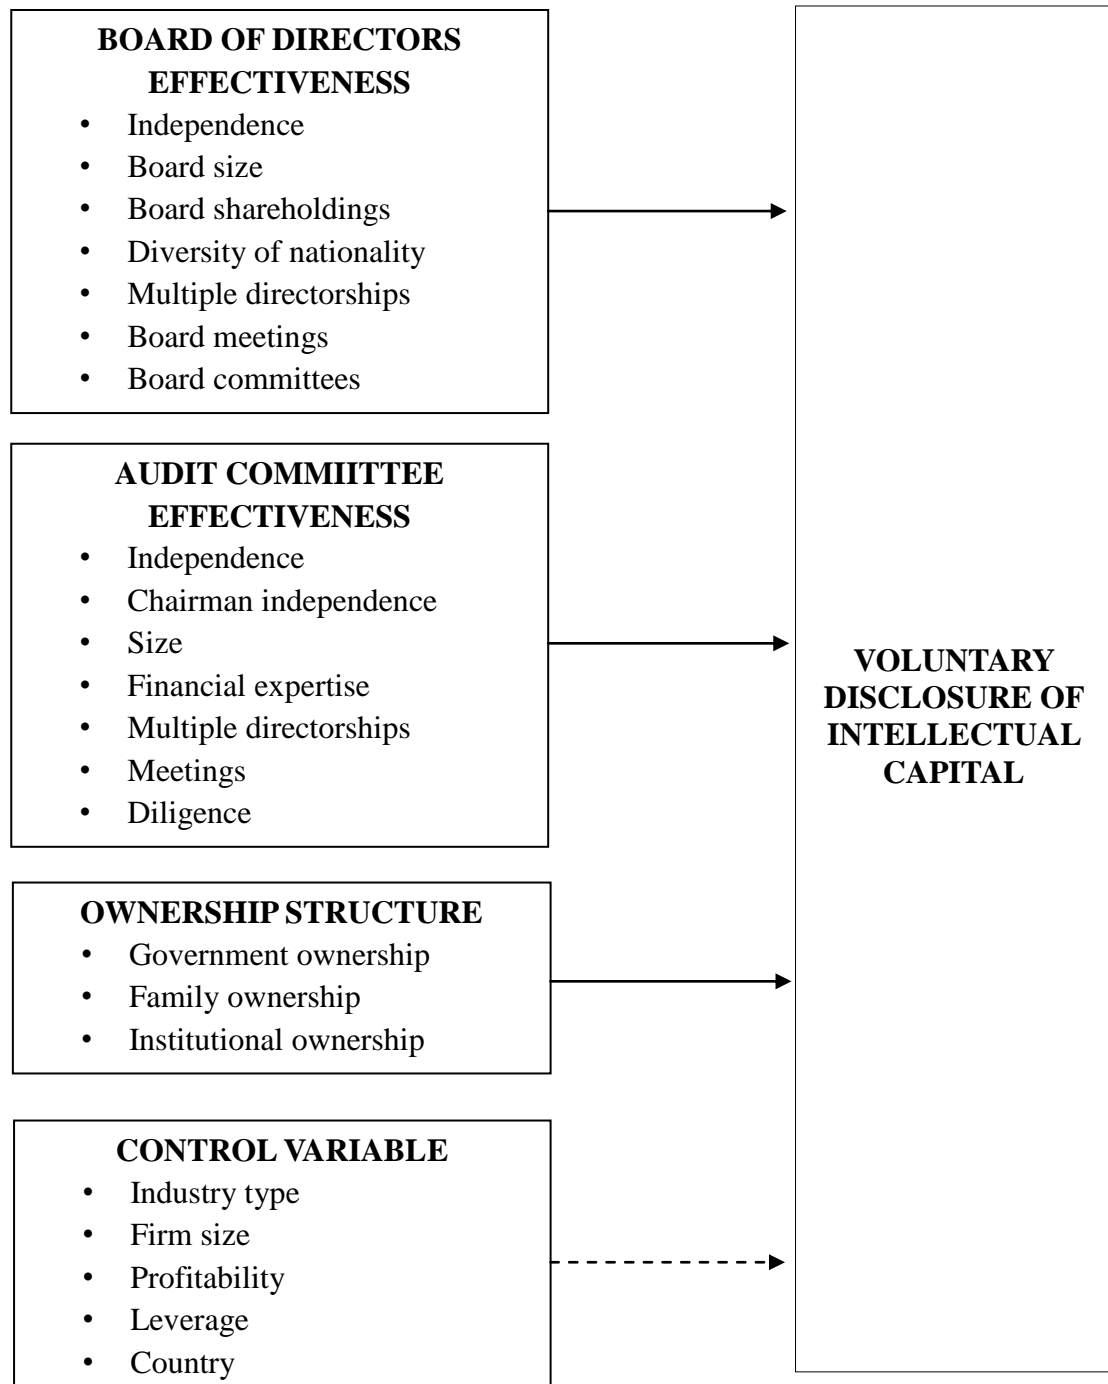 BOARD OF DIRECTORS
EFFECTIVENESS
• Independence
• Board size
• Board shareholdings
• Diversity of nationality
• Multiple directorships
• Board meetings
• Board committees
AUDIT COMMIITTEE
EFFECTIVENESS
• Independence
• Chairman independence
• Size
• Financial expertise
• Multiple directorships
• Meetings
• Diligence
OWNERSHIP STRUCTURE
• Government ownership
• Family ownership
• Institutional ownership
CONTROL VARIABLE
• Industry type
• Firm size
• Profitability
• Leverage
• Country
VOLUNTARY
DISCLOSURE OF
INTELLECTUAL
CAPITAL